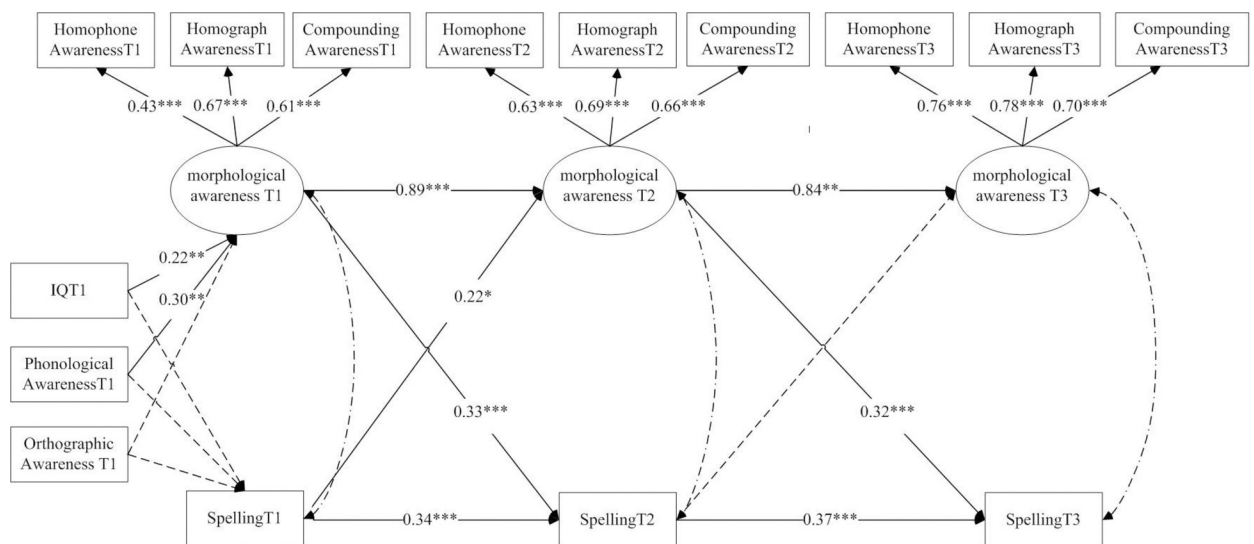 Homophone
AwarenessT1
Homograph
AwarenessT1
Compounding
AwarenessT1
Homophone
AwarenessT2
Homograph
AwarenessT2
Compounding
AwarenessT2
Homophone
AwarenessT3
Homograph
AwarenessT3
Compounding
AwarenessT3
0.43***
0.67***
0.61***
0.63***
0.69***
0.66***
0.76***
0.78***
0.70***
morphological
awareness T1
0.89***
morphological
awareness T2
0.84**
morphological
awareness T3
0.22**
IQT1
0.30**
0.22*
Phonological
AwarenessT1
0.33***
0.32***
Orthographic
Awareness T1
SpellingT1
0.34***
SpellingT2
0.37***
SpellingT3